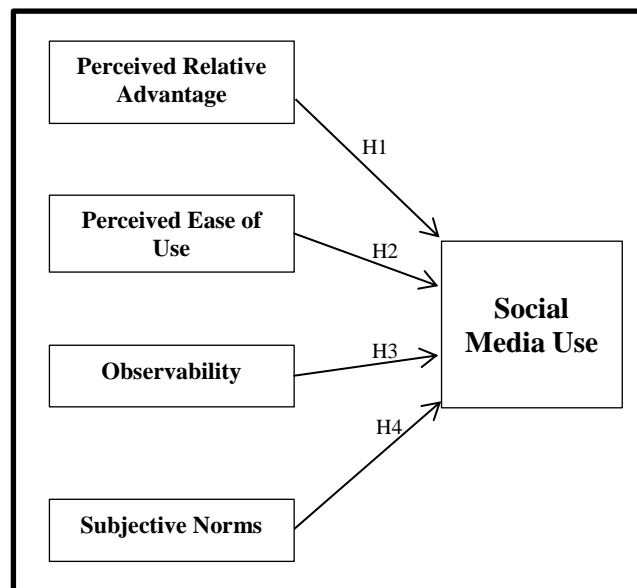 Perceived Relative
Advantage
H1
Perceived Ease of
Use
H2
Social
Media Use
H3
Observability
H4
Subjective Norms